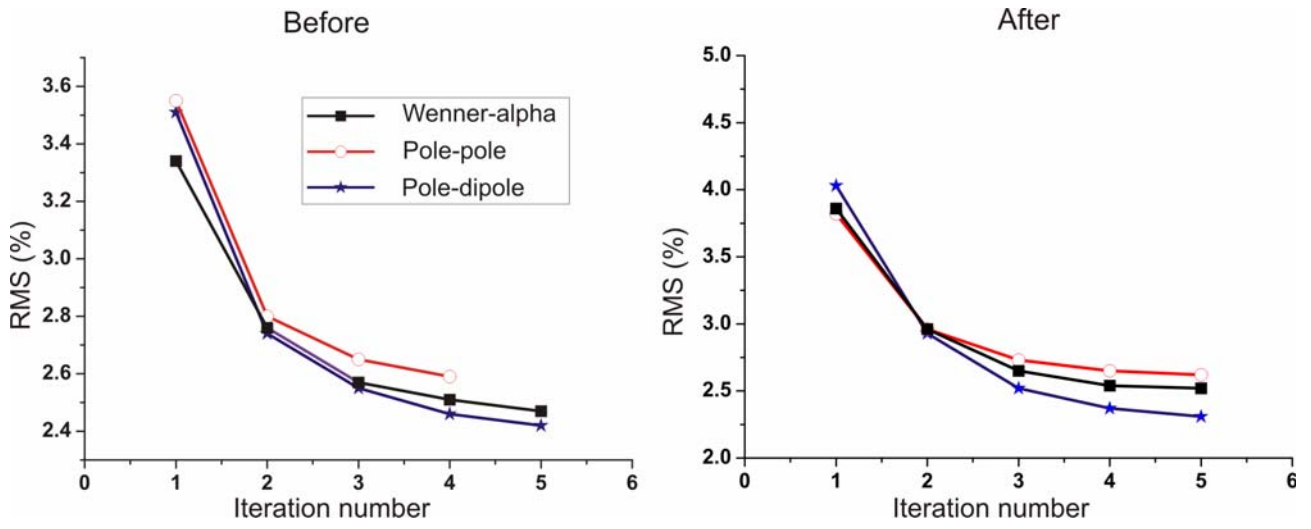 Before
3.6
3.4
3.2
3.0
2.8
2.6
2.4
RMS (%)
Wenner-alpha
Pole-pole
Pole-dipole
0 1 2 3 4 5 6
Iteration number
After
5.0
4.5
4.0
3.5
3.0
2.5
2.0
RMS (%)
0 1 2 3 4 5 6
Iteration number